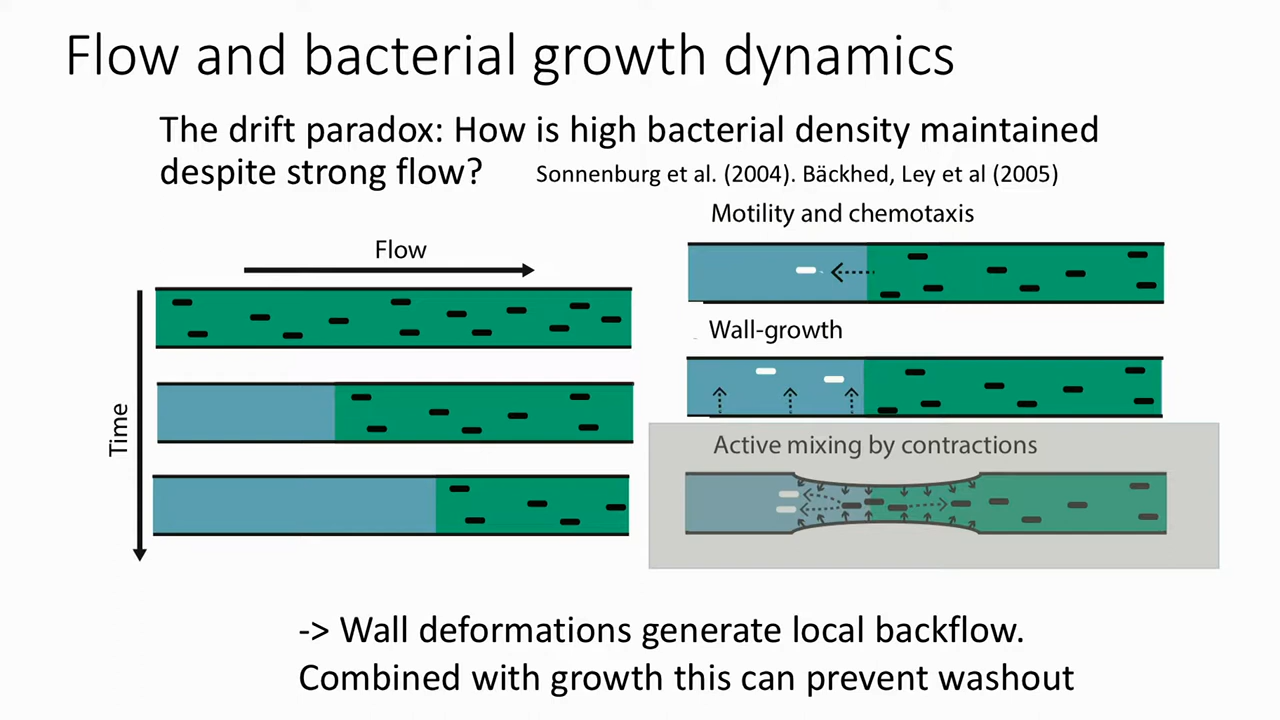 Flow and bacterial growth dynamics
The drift paradox: How is high bacterial density maintained
despite strong flow?
Sonnenburg et al. (2004). Bäckhed, Ley et al (2005)
Flow
Time
Motility and chemotaxis
Wall-growth
Active mixing by contractions
-> Wall deformations generate local backflow.
Combined with growth this can prevent washout